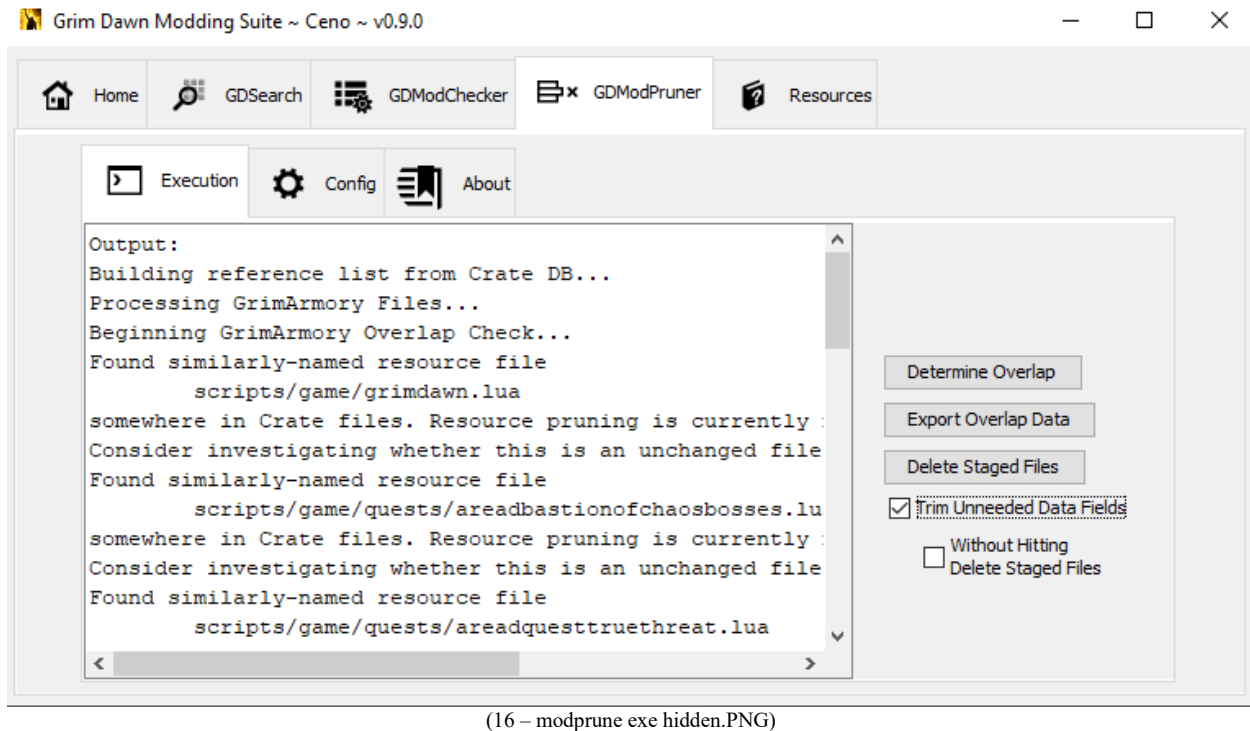 Grim Dawn Modding Suite ~ Ceno ~ v0.9.0
Home GDSearch GDModChecker GDModPruner Resources
Execution Config About
Output:
Building reference list from Crate DB...
Processing GrimArmory Files...
Beginning GrimArmory Overlap Check...
Found similarly-named resource file
scripts/game/grimdawn.lua
somewhere in Crate files. Resource pruning is currently
Consider investigating whether this is an unchanged file
Found similarly-named resource file
scripts/game/quests/areadbastionofchaosbosses.lu
somewhere in Crate files. Resource pruning is currently
Consider investigating whether this is an unchanged file
Found similarly-named resource file
scripts/game/quests/areadquesttruethreat.lua
Determine Overlap
Export Overlap Data
Delete Staged Files
Trim Unneeded Data Fields
Without Hitting
Delete Staged Files
(16 – modprune exe hidden.PNG)